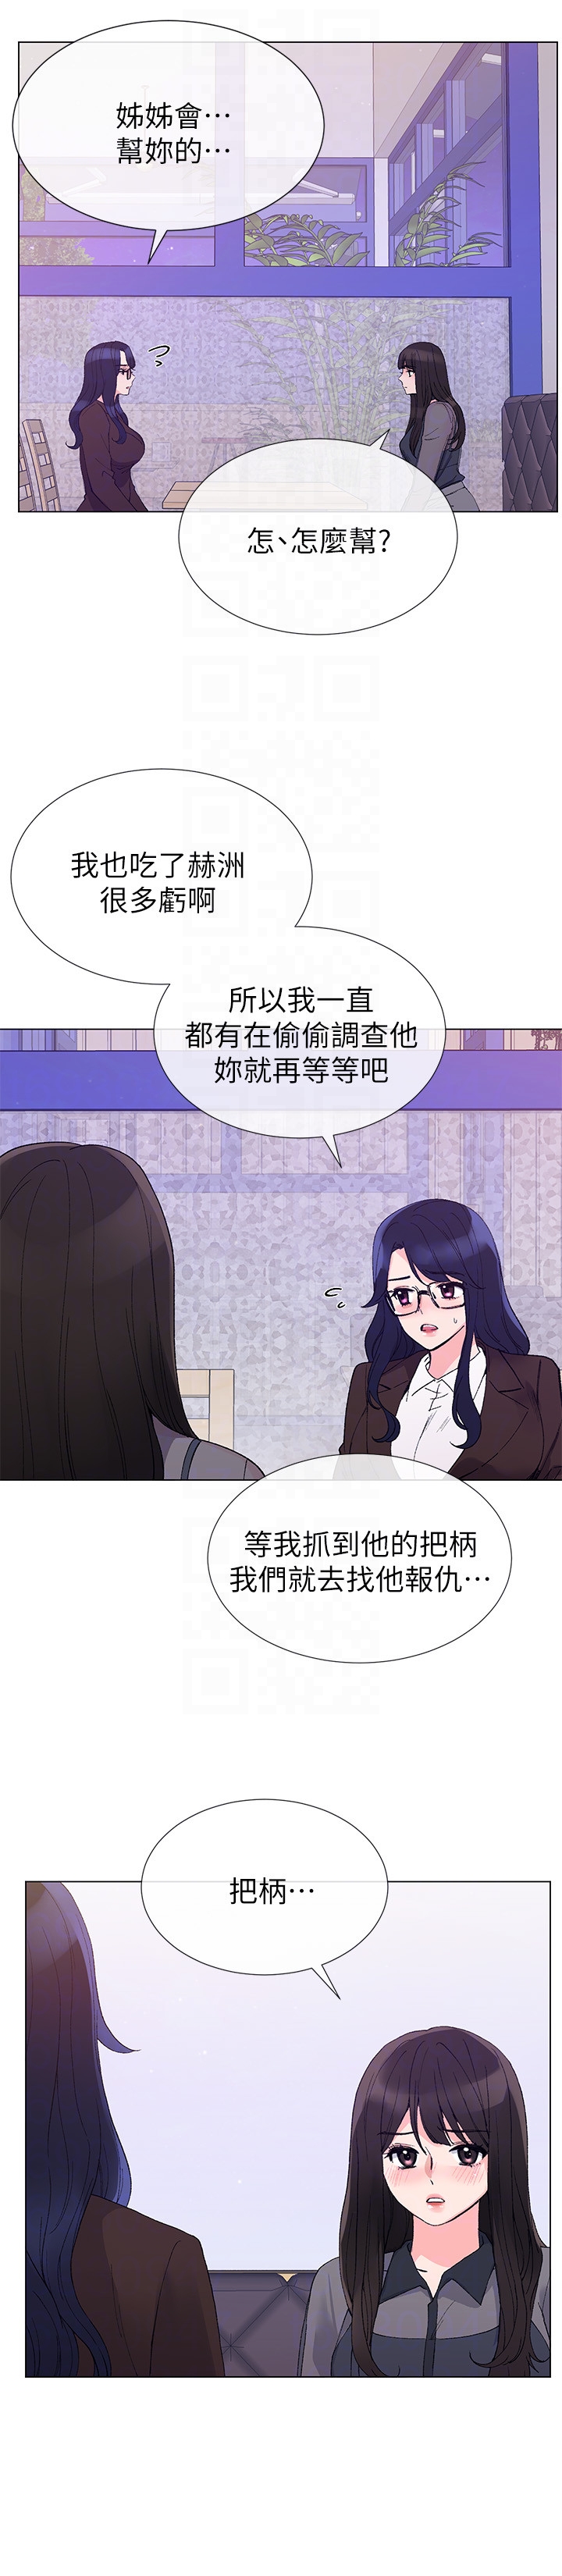 姊姊會⋯
幫妳的⋯
怎、怎麼幫?
我也吃了赫洲
很多虧啊
所以我一直
都有在偷偷調查他
妳就再等等吧
等我抓到他的把柄
我們就去找他報仇⋯
把柄⋯